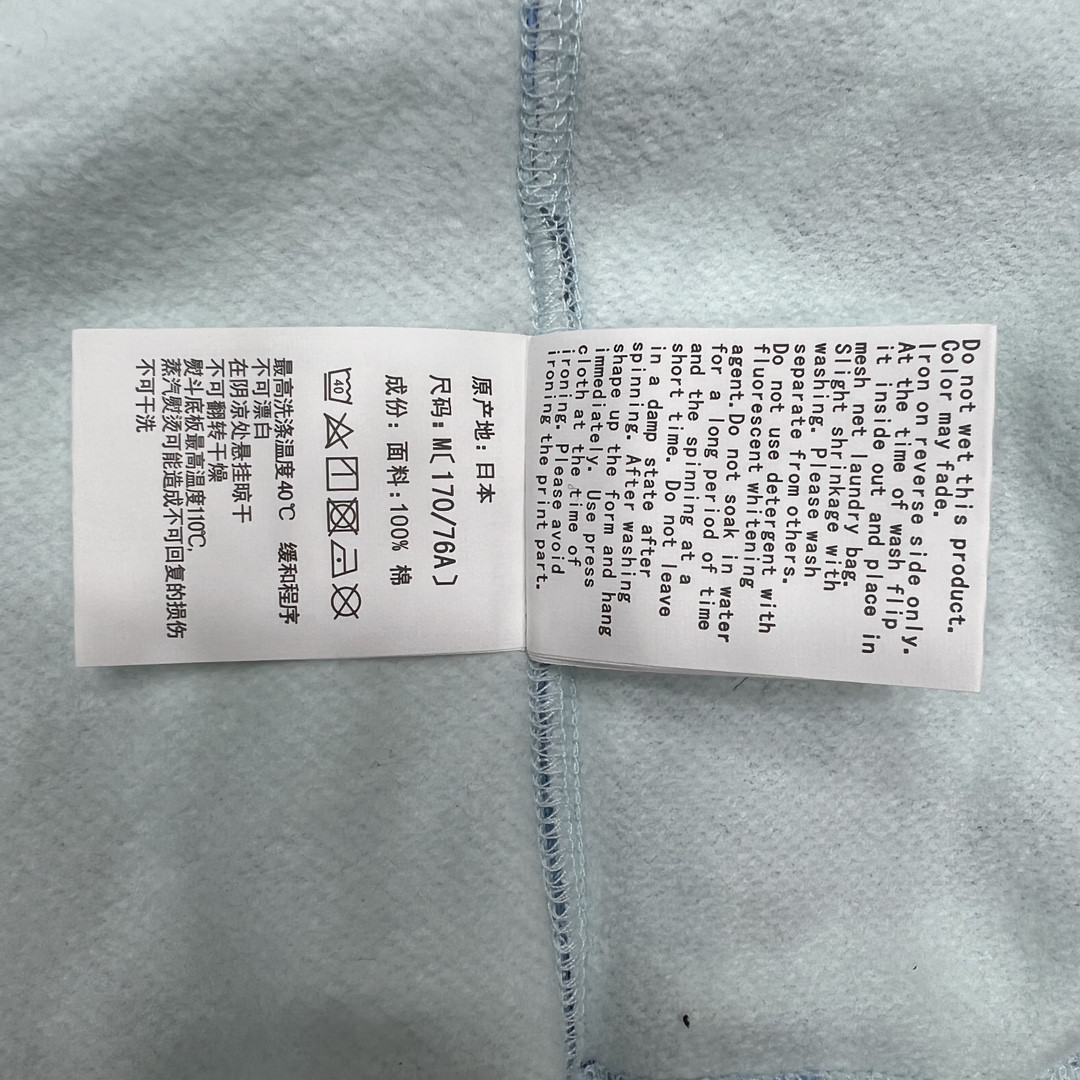 Do not wet this product.
Color may fade.
Iron on reverse side only.
At the time of wash flip
it inside out and place in
mesh net laundry bag.
Slight shrinkage with
washing. Please wash
separate from others.
Do not use detergent with
fluorescent whitening
agent. Do not soak in water
for a long period of time
and the spinning at a
short time. Do not leave
in a damp state after
spinning. After washing
shape up the form and hang
immediately. Use press
cloth at the time of
ironing. Please avoid
ironing the print part.
原产地: 日本
尺码: M[170/76A]
成份: 面料: 100% 棉
40
最高洗涤温度40℃ 缓和程序
不可漂白
在阴凉处悬挂晾干
不可翻转干燥
熨斗底板最高温度110℃,
蒸汽熨烫可能造成不可回复的损伤
不可干洗